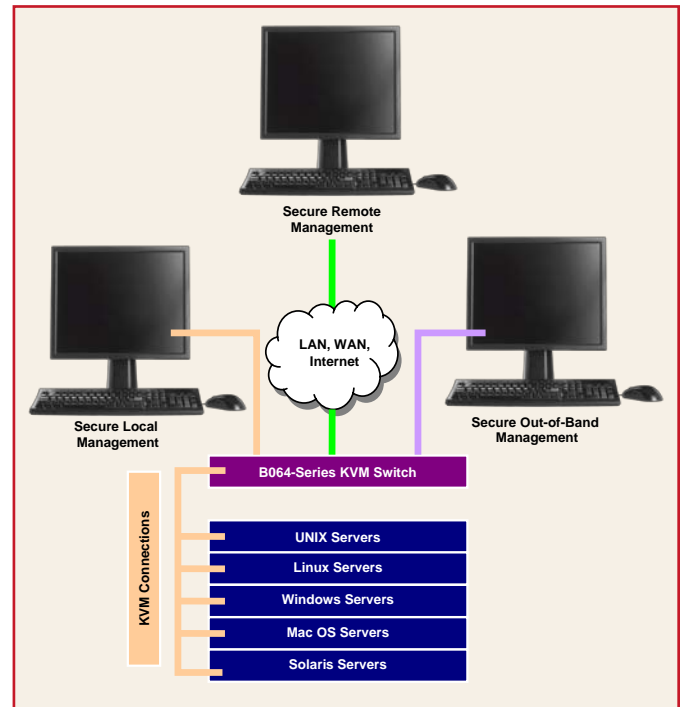 Secure Remote
Management
LAN, WAN,
Internet
Secure Local
Management
Secure Out-of-Band
Management
B064-Series KVM Switch
KVM Connections
UNIX Servers
Linux Servers
Windows Servers
Mac OS Servers
Solaris Servers